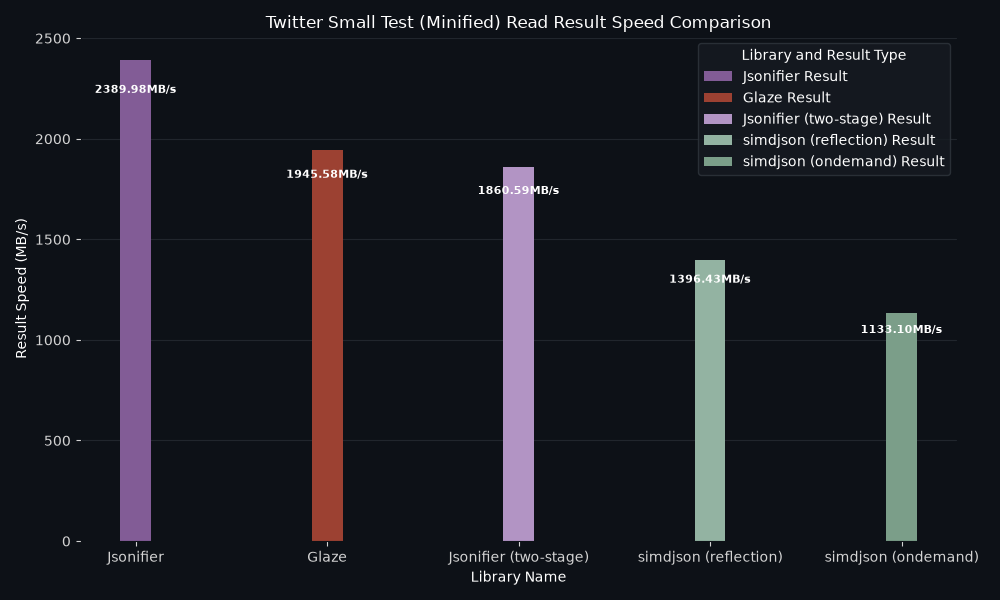 Twitter Small Test (Minified) Read Result Speed Comparison
Library and Result Type
Jsonifier Result
Glaze Result
Jsonifier (two-stage) Result
simdjson (reflection) Result
simdjson (ondemand) Result
Result Speed (MB/s)
2500
2000
1500
1000
500
0
2389.98MB/s
1945.58MB/s
1860.59MB/s
1396.43MB/s
1133.10MB/s
Jsonifier
Glaze
Jsonifier (two-stage)
simdjson (reflection)
simdjson (ondemand)
Library Name